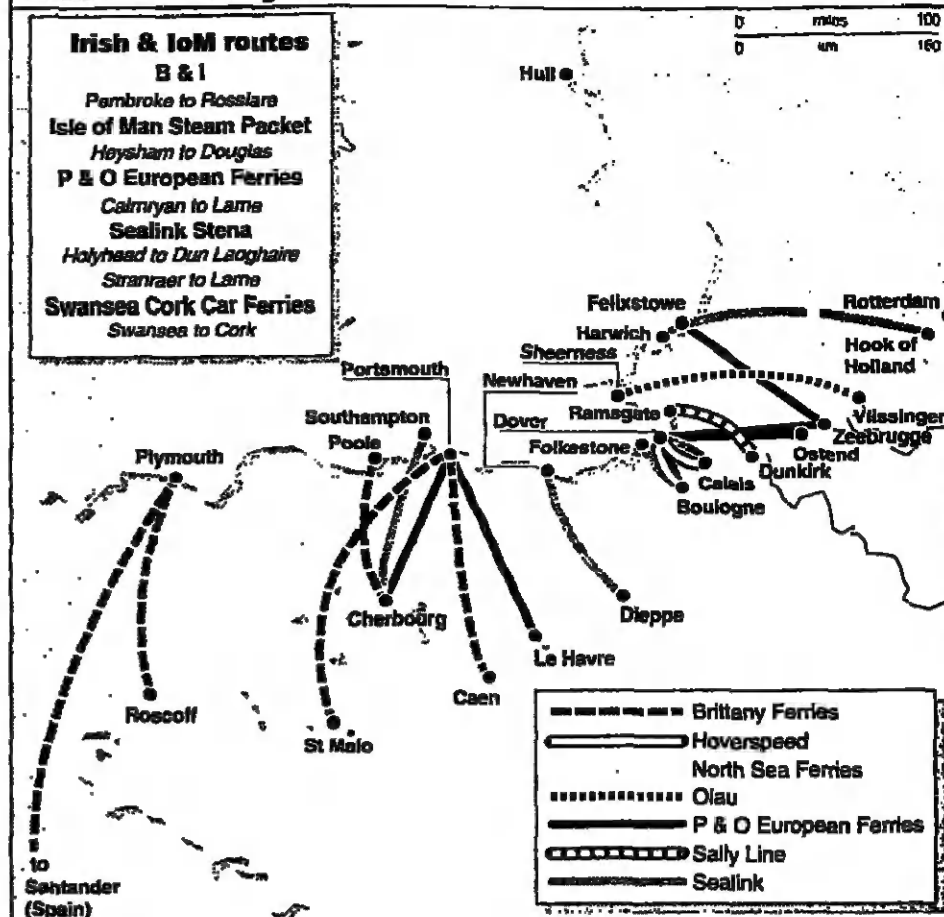 Irish & IoM routes
B & I
Pembroke to Rosslare
Isle of Man Steam Packet
Heysham to Douglas
P & O European Ferries
Cairnryan to Larne
Sealink Stena
Holyhead to Dun Laoghaire
Stranraer to Larne
Swansea Cork Car Ferries
Swansea to Cork
0 miles 100
0 km 160
Hull
Felixstowe
Rotterdam
Harwich
Hook of
Holland
Sheerness
Portsmouth
Newhaven
Southampton
Ramsgate
Vlissingen
Dover
Zeebrugge
Poole
Folkestone
Ostend
Plymouth
Dunkirk
Calais
Boulogne
Cherbourg
Dieppe
Le Havre
Caen
Roscoff
St Malo
to
Santander
(Spain)
Brittany Ferries
Hoverspeed
North Sea Ferries
Olau
P & O European Ferries
Sally Line
Sealink